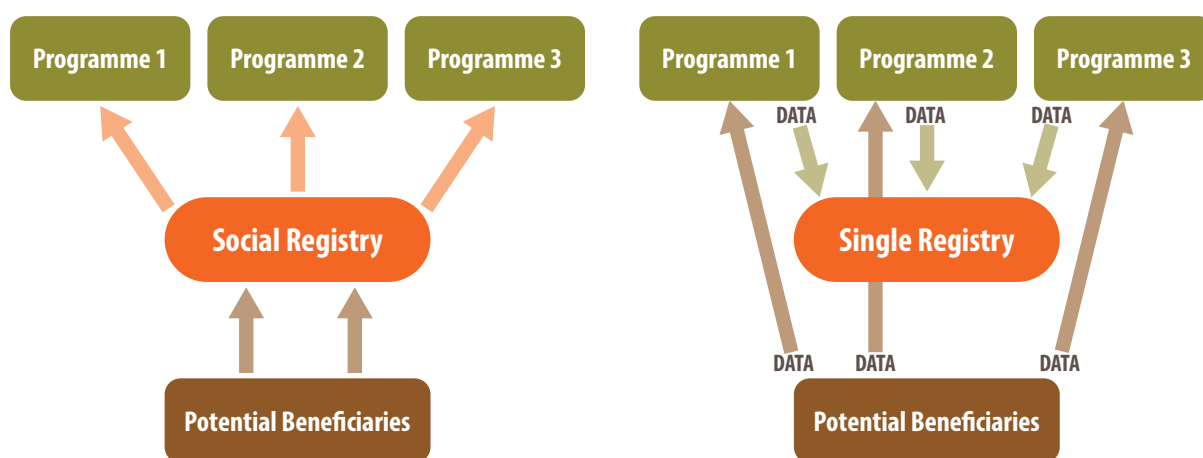 Programme 1
Programme 2
Programme 3
Social Registry
Potential Beneficiaries
Programme 1
Programme 2
Programme 3
DATA
DATA
DATA
Single Registry
DATA
DATA
DATA
Potential Beneficiaries